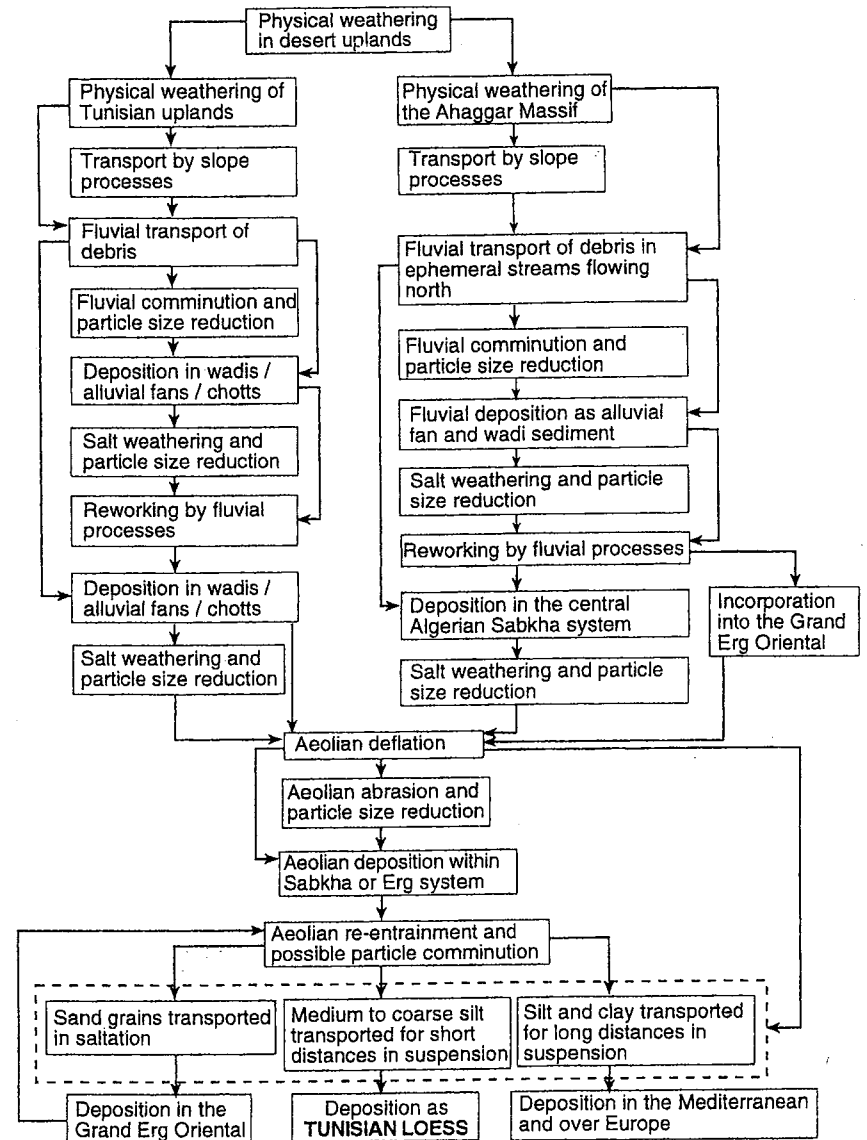 Physical weathering
in desert uplands
Physical weathering of
Tunisian uplands
Transport by slope
processes
Fluvial transport of
debris
Fluvial comminution and
particle size reduction
Deposition in wadis /
alluvial fans / chotts
Salt weathering and
particle size reduction
Reworking by fluvial
processes
Deposition in wadis /
alluvial fans / chotts
Salt weathering and
particle size reduction
Physical weathering of
the Ahaggar Massif
Transport by slope
processes
Fluvial transport of debris in
ephemeral streams flowing
north
Fluvial comminution and
particle size reduction
Fluvial deposition as alluvial
fan and wadi sediment
Salt weathering and particle
size reduction
Reworking by fluvial processes
Deposition in the central
Algerian Sabkha system
Salt weathering and particle
size reduction
Incorporation
into the Grand
Erg Oriental
Aeolian deflation
Aeolian abrasion and
particle size reduction
Aeolian deposition within
Sabkha or Erg system
Aeolian re-entrainment and
possible particle comminution
Sand grains transported
in saltation
Medium to coarse silt
transported for short
distances in suspension
Silt and clay transported
for long distances in
suspension
Deposition in the
Grand Erg Oriental
Deposition as
TUNISIAN LOESS
Deposition in the Mediterranean
and over Europe